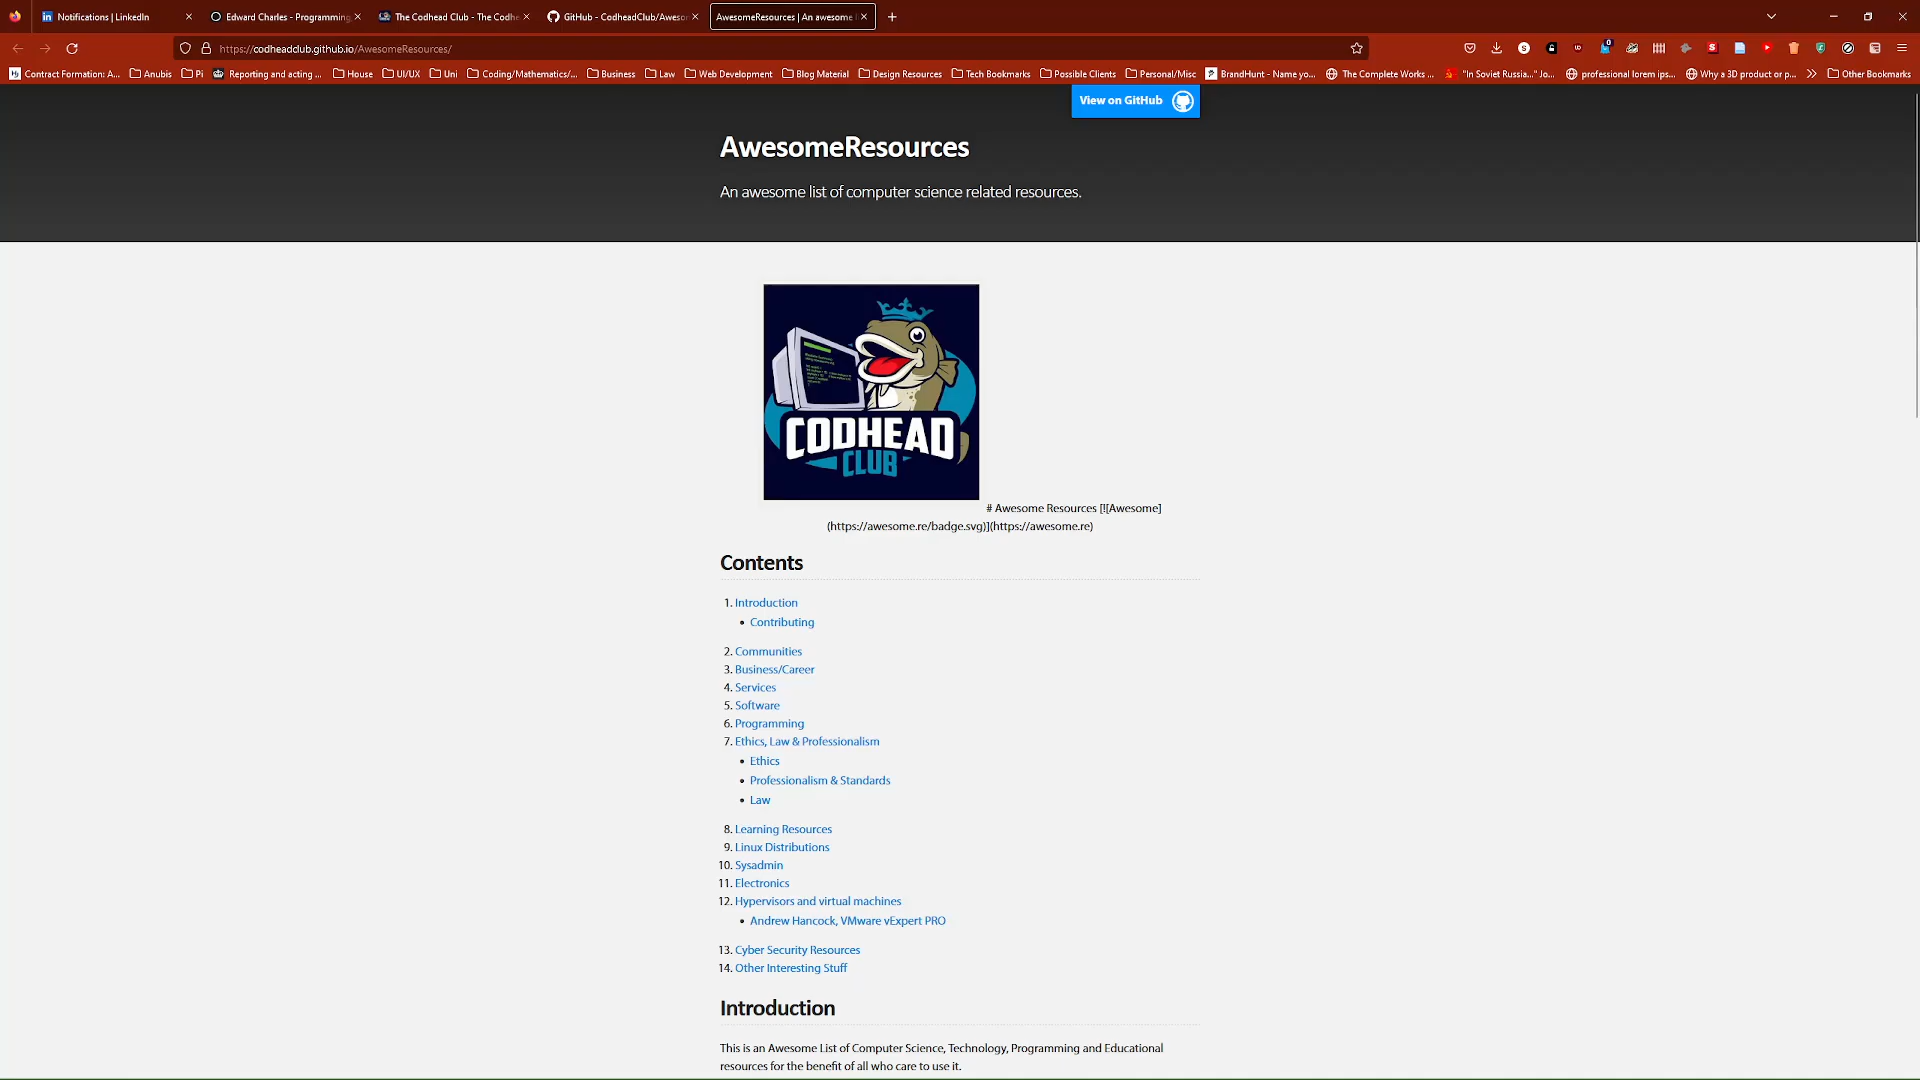 Notifications | LinkedIn
Edward Charles - Programming,
The Codhead Club - The Codhe
GitHub - CodheadClub/Aweson
AwesomeResources | An awesome l
https://codheadclub.github.io/AwesomeResources/
Contract Formation: A...
Anubis
Pi
Reporting and acting ...
House
UI/UX
Uni
Coding/Mathematics/...
Business
Law
Web Development
Blog Material
Design Resources
Tech Bookmarks
Possible Clients
Personal/Misc
BrandHunt - Name yo...
The Complete Works ...
"In Soviet Russia..." Jo...
professional lorem ips...
Why a 3D product or p...
Other Bookmarks
View on GitHub
AwesomeResources
An awesome list of computer science related resources.
CODHEAD
CLUB
# Awesome Resources [![Awesome]
(https://awesome.re/badge.svg)](https://awesome.re)
Contents
1. Introduction
• Contributing
2. Communities
3. Business/Career
4. Services
5. Software
6. Programming
7. Ethics, Law & Professionalism
• Ethics
• Professionalism & Standards
• Law
8. Learning Resources
9. Linux Distributions
10. Sysadmin
11. Electronics
12. Hypervisors and virtual machines
• Andrew Hancock, VMware vExpert PRO
13. Cyber Security Resources
14. Other Interesting Stuff
Introduction
This is an Awesome List of Computer Science, Technology, Programming and Educational
resources for the benefit of all who care to use it.